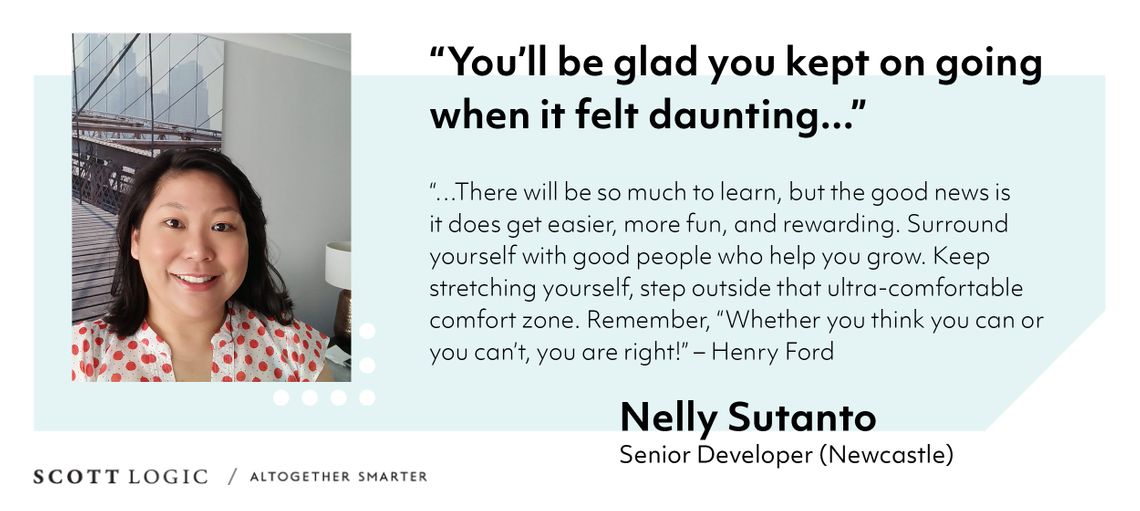 “You’ll be glad you kept on going
when it felt daunting...”
“...There will be so much to learn, but the good news is
it does get easier, more fun, and rewarding. Surround
yourself with good people who help you grow. Keep
stretching yourself, step outside that ultra-comfortable
comfort zone. Remember, “Whether you think you can or
you can’t, you are right!” – Henry Ford
Nelly Sutanto
Senior Developer (Newcastle)
SCOTT LOGIC / ALTOGETHER SMARTER